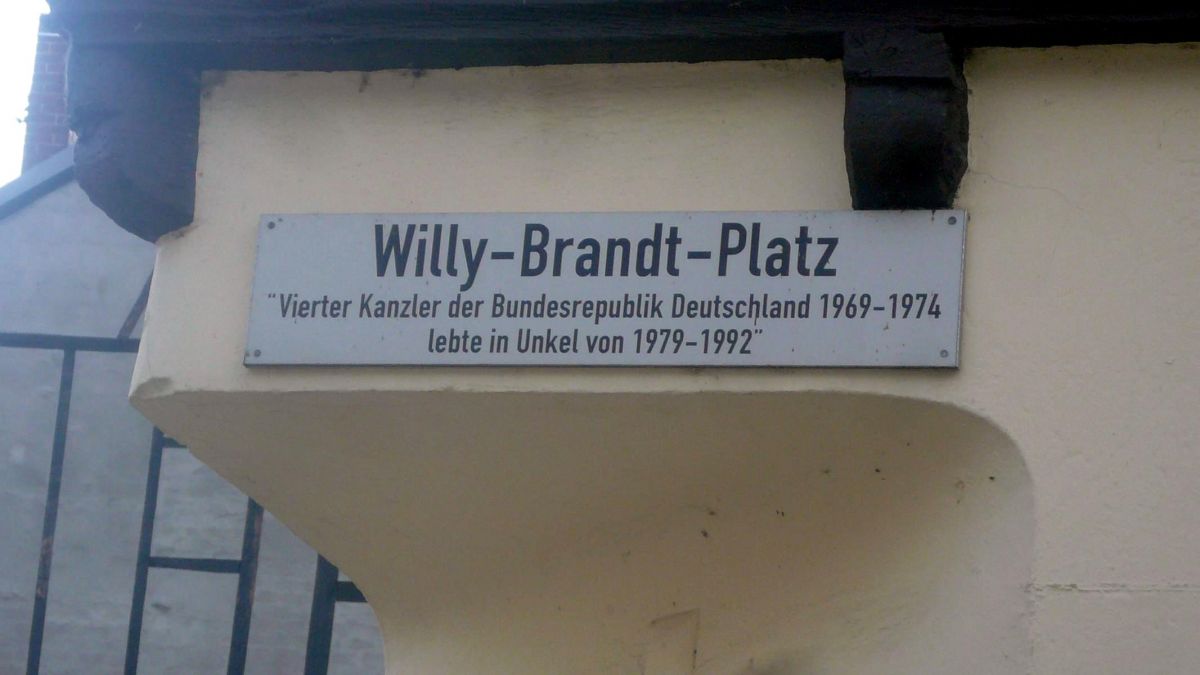 Willy-Brandt-Platz
"Vierter Kanzler der Bundesrepublik Deutschland 1969-1974
lebte in Unkel von 1979-1992"